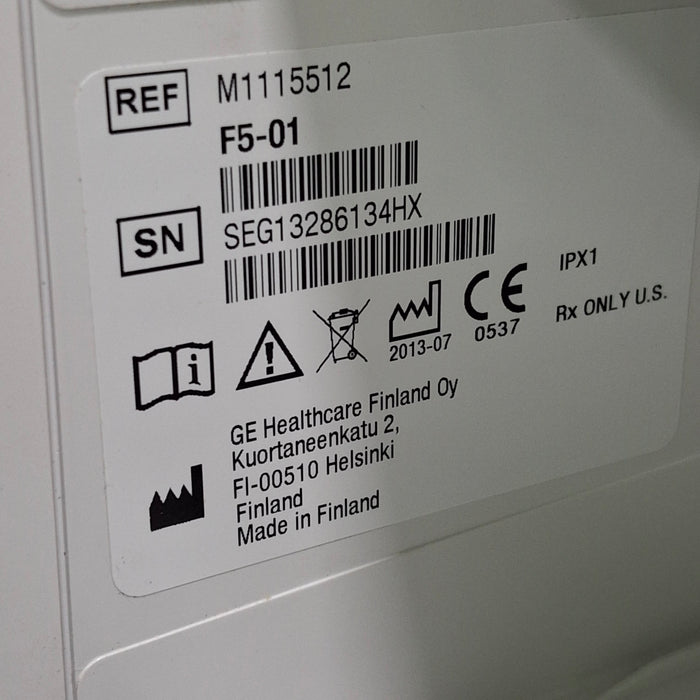 REF M1115512
F5-01
SN SEG13286134HX
2013-07
CE 0537
IPX1
Rx ONLY U.S.
i
!
GE Healthcare Finland Oy
Kuortaneenkatu 2,
FI-00510 Helsinki
Finland
Made in Finland